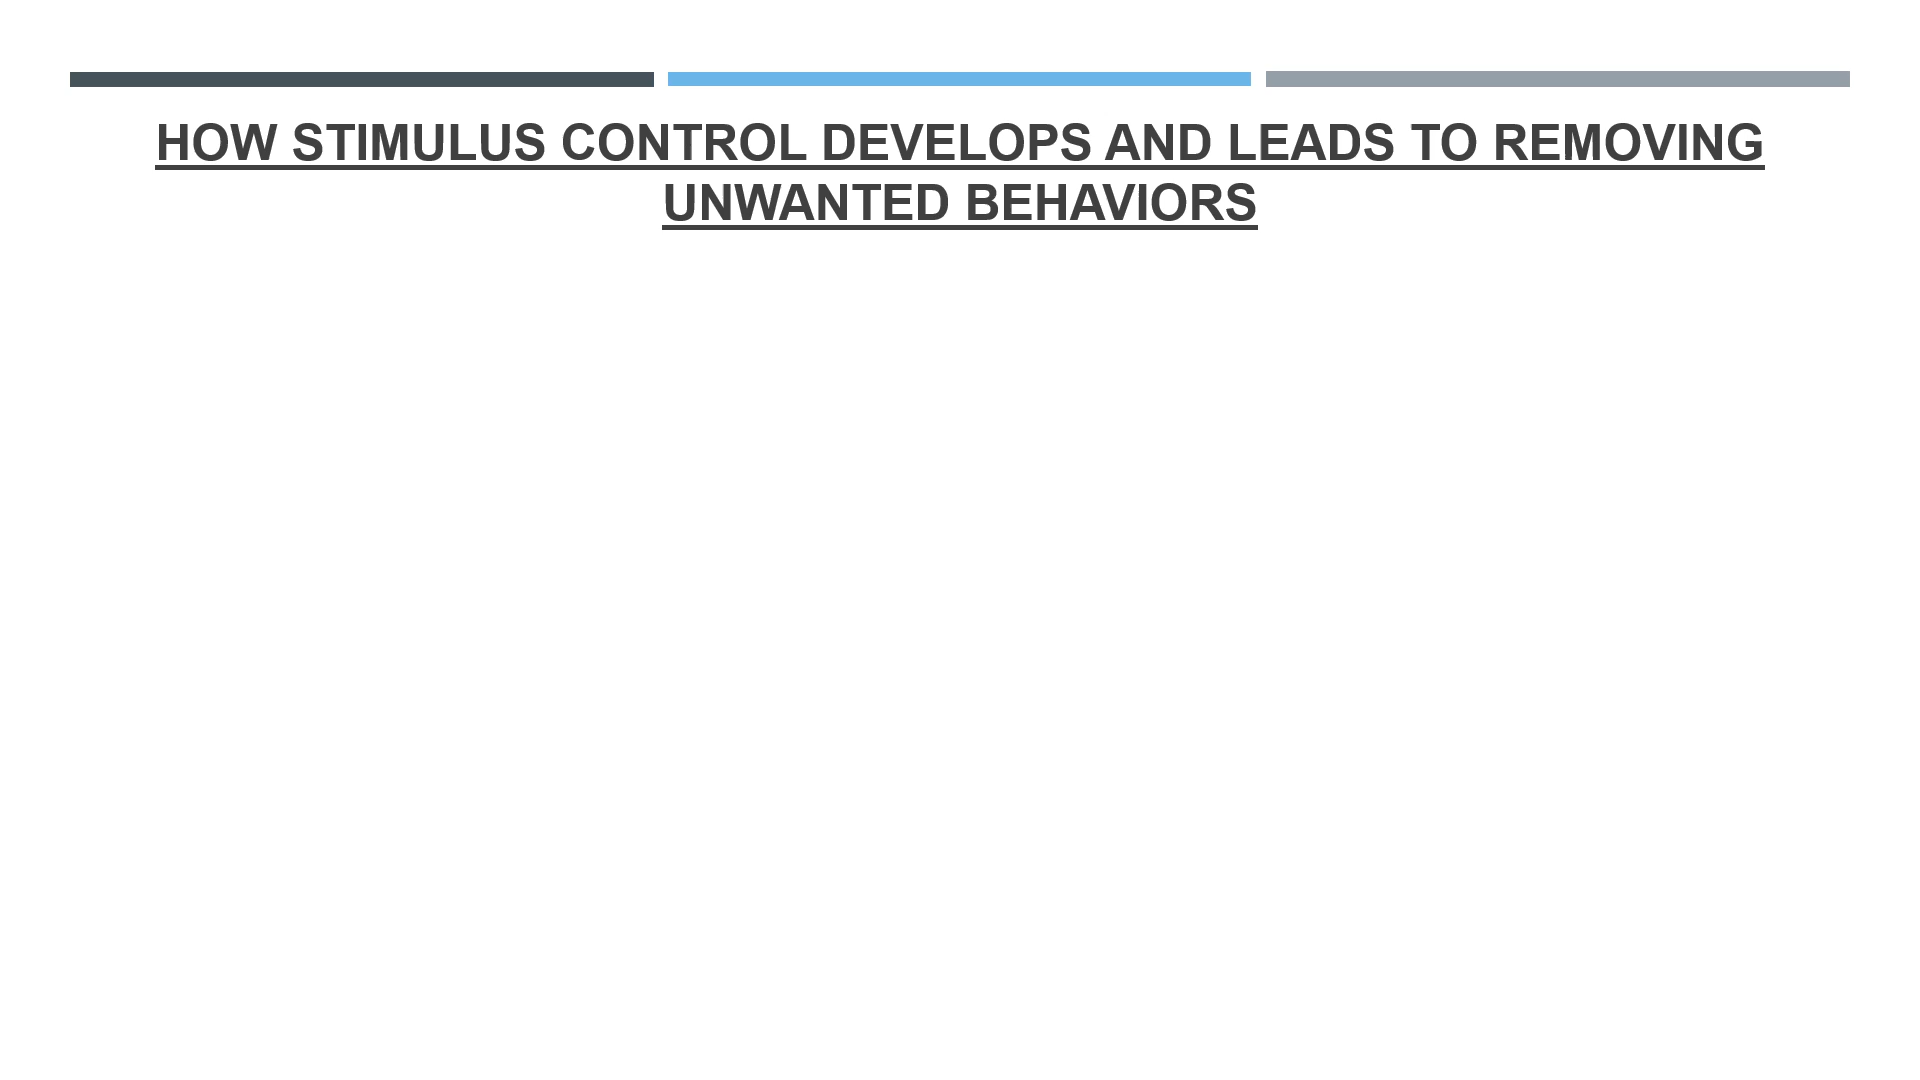 HOW STIMULUS CONTROL DEVELOPS AND LEADS TO REMOVING
UNWANTED BEHAVIORS